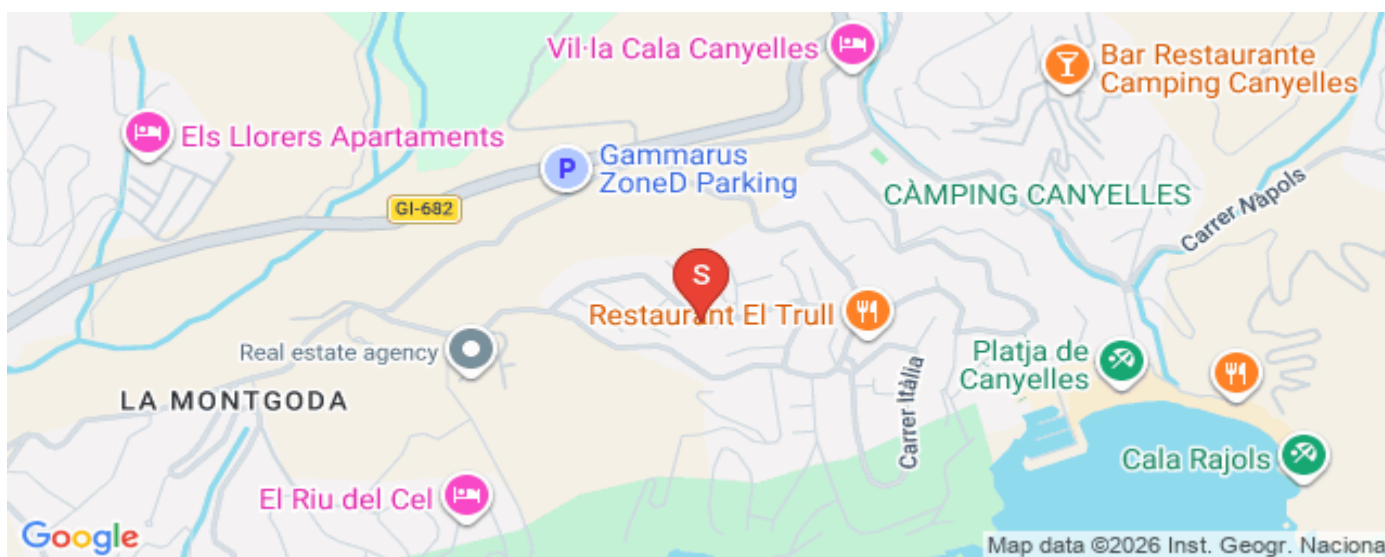 Vil·la Cala Canyelles
Bar Restaurante
Camping Canyelles
Els Llorers Apartaments
Gammarus
ZoneD Parking
P
CÀMPING CANYELLES
GI-682
Carrer Nàpols
S
Restaurant El Trull
Real estate agency
Platja de
Canyelles
LA MONTGODA
Carrer Itàlia
Cala Rajols
El Riu del Cel
Google
Map data ©2026 Inst. Geogr. Naciona